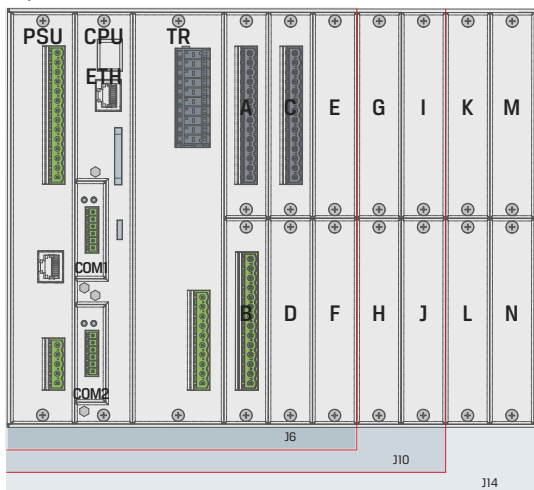 PSU CPU TR
ETH
A C E G I K M
COM1
B D F H J L N
COM2
J6
J10
J14